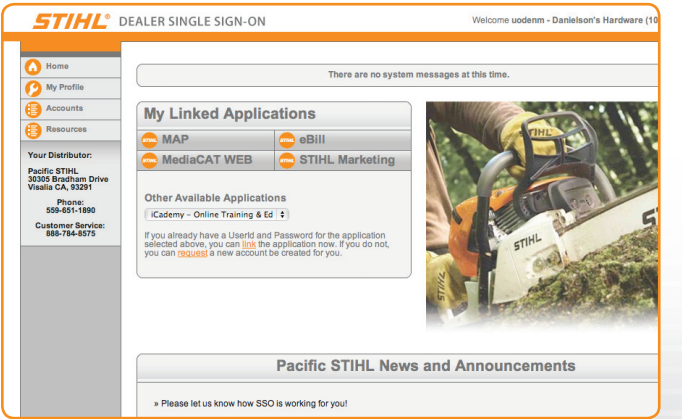 STIHL® DEALER SINGLE SIGN-ON
Welcome uodenm - Danielson's Hardware (10
Home
My Profile
Accounts
Resources
Your Distributor:
Pacific STIHL
30305 Bradham Drive
Visalia CA, 93291
Phone:
559-651-1890
Customer Service:
888-784-8575
There are no system messages at this time.
My Linked Applications
MAP
eBill
MediaCAT WEB
STIHL Marketing
Other Available Applications
iCademy – Online Training & Ed
If you already have a UserId and Password for the application
selected above, you can link the application now. If you do not,
you can request a new account be created for you.
STIHL
STIHL
STIHL
S
Pacific STIHL News and Announcements
» Please let us know how SSO is working for you!